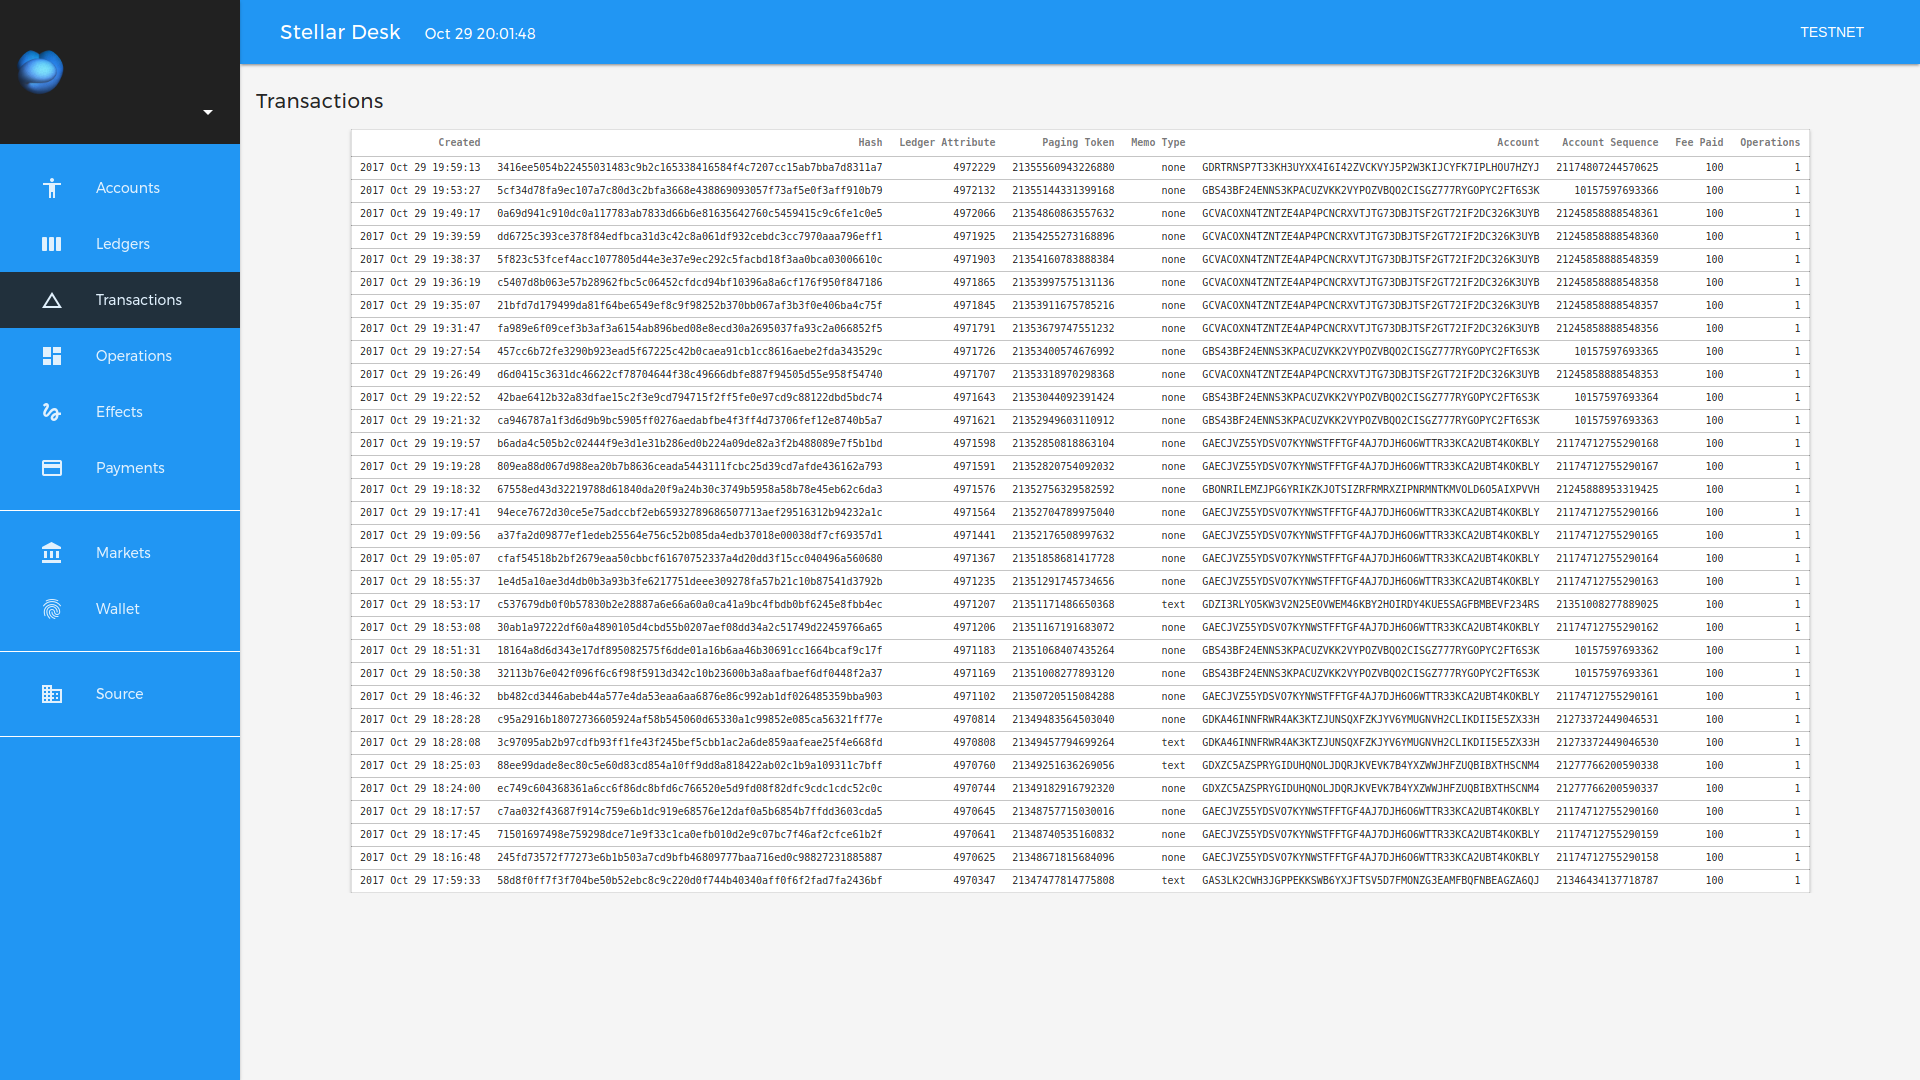 Stellar Desk Oct 29 20:01:48 TESTNET
Accounts
Ledgers
Transactions
Operations
Effects
Payments
Markets
Wallet
Source
Transactions
Created Hash Ledger Attribute Paging Token Memo Type Account Account Sequence Fee Paid Operations
2017 Oct 29 19:59:13 3416ee5054b22455031483c9b2c165338416584f4c7207cc15ab7bba7d8311a7 4972229 21355560943226880 none GDRTRNSP7T33KH3UYXX4I6I42ZVCKVYJ5P2W3KIJCYFK7IPLHOU7HZYJ 21174807244570625 100 1
2017 Oct 29 19:53:27 5cf34d78fa9ec107a7c80d3c2bfa3668e438869093057f73af5e0f3aff910b79 4972132 21355144331399168 none GBS43BF24ENNS3KPACUZVKK2VYPOZVBQO2CISGZ777RYGOPYC2FT6S3K 10157597693366 100 1
2017 Oct 29 19:49:17 0a69d941c910dc0a117783ab7833d66b6e81635642760c5459415c9c6fe1c0e5 4972066 21354860863557632 none GCVACOXN4TZNTZE4AP4PCNCRXVTJTG73DBJTSF2GT72IF2DC326K3UYB 21245858888548361 100 1
2017 Oct 29 19:39:59 dd6725c393ce378f84edfbca31d3c42c8a061df932cebdc3cc7970aaa796eff1 4971925 21354255273168896 none GCVACOXN4TZNTZE4AP4PCNCRXVTJTG73DBJTSF2GT72IF2DC326K3UYB 21245858888548360 100 1
2017 Oct 29 19:38:37 5f823c53fcef4acc1077805d44e3e37e9ec292c5facbd18f3aa0bca03006610c 4971903 21354160783888384 none GCVACOXN4TZNTZE4AP4PCNCRXVTJTG73DBJTSF2GT72IF2DC326K3UYB 21245858888548359 100 1
2017 Oct 29 19:36:19 c5407d8b063e57b28962fbc5c06452cfdcd94bf10396a8a6cf176f950f847186 4971865 21353997575131136 none GCVACOXN4TZNTZE4AP4PCNCRXVTJTG73DBJTSF2GT72IF2DC326K3UYB 21245858888548358 100 1
2017 Oct 29 19:35:07 21bfd7d179499da81f64be6549ef8c9f98252b370bb067af3b3f0e406ba4c75f 4971845 21353911675785216 none GCVACOXN4TZNTZE4AP4PCNCRXVTJTG73DBJTSF2GT72IF2DC326K3UYB 21245858888548357 100 1
2017 Oct 29 19:31:47 fa989e6f09cef3b3af3a6154ab896bed08e8ecd30a2695037fa93c2a066852f5 4971791 21353679747551232 none GCVACOXN4TZNTZE4AP4PCNCRXVTJTG73DBJTSF2GT72IF2DC326K3UYB 21245858888548356 100 1
2017 Oct 29 19:27:54 457cc6b72fe3290b923ead5f67225c42b0caea91cb1cc8616aebe2fda343529c 4971726 21353400574676992 none GBS43BF24ENNS3KPACUZVKK2VYPOZVBQO2CISGZ777RYGOPYC2FT6S3K 10157597693365 100 1
2017 Oct 29 19:26:49 d6d0415c3631dc46622cf78704644f38c49666dbfe887f94505d55e958f54740 4971707 21353318970298368 none GCVACOXN4TZNTZE4AP4PCNCRXVTJTG73DBJTSF2GT72IF2DC326K3UYB 21245858888548353 100 1
2017 Oct 29 19:22:52 42bae6412b32a83dfae15c2f3e9cd794715f2ff5fe0e97cd9c88122dbd5bdc74 4971643 21353044092391424 none GBS43BF24ENNS3KPACUZVKK2VYPOZVBQO2CISGZ777RYGOPYC2FT6S3K 10157597693364 100 1
2017 Oct 29 19:21:32 ca946787a1f3d6d9b9bc5905ff0276aedabfbe4f3ff4d73706fef12e8740b5a7 4971621 21352949603110912 none GBS43BF24ENNS3KPACUZVKK2VYPOZVBQO2CISGZ777RYGOPYC2FT6S3K 10157597693363 100 1
2017 Oct 29 19:19:57 b6ada4c505b2c02444f9e3d1e31b286ed0b224a09de82a3f2b488089e7f5b1bd 4971598 21352850818863104 none GAECJVZ55YDSVO7KYNWSTFFTGF4AJ7DJH6O6WTTR33KCA2UBT4KOKBLY 21174712755290168 100 1
2017 Oct 29 19:19:28 809ea88d067d988ea20b7b8636ceada5443111fcbc25d39cd7afde436162a793 4971591 21352820754092032 none GAECJVZ55YDSVO7KYNWSTFFTGF4AJ7DJH6O6WTTR33KCA2UBT4KOKBLY 21174712755290167 100 1
2017 Oct 29 19:18:32 67558ed43d32219788d61840da20f9a24b30c3749b5958a58b78e45eb62c6da3 4971576 21352756329582592 none GBONRILEMZJPG6YRIKZKJOTSIZRFRMRXZIPNRMNTKMVOLD6O5AIXPVVH 21245888953319425 100 1
2017 Oct 29 19:17:41 94ece7672d30ce5e75adccbf2eb65932789686507713aef29516312b94232a1c 4971564 21352704789975040 none GAECJVZ55YDSVO7KYNWSTFFTGF4AJ7DJH6O6WTTR33KCA2UBT4KOKBLY 21174712755290166 100 1
2017 Oct 29 19:09:56 a37fa2d09877ef1edeb25564e756c52b085da4edb37018e00038df7cf69357d1 4971441 21352176508997632 none GAECJVZ55YDSVO7KYNWSTFFTGF4AJ7DJH6O6WTTR33KCA2UBT4KOKBLY 21174712755290165 100 1
2017 Oct 29 19:05:07 cfaf54518b2bf2679eaa50cbbcf61670752337a4d20dd3f15cc040496a560680 4971367 21351858681417728 none GAECJVZ55YDSVO7KYNWSTFFTGF4AJ7DJH6O6WTTR33KCA2UBT4KOKBLY 21174712755290164 100 1
2017 Oct 29 18:55:37 1e4d5a10ae3d4db0b3a93b3fe6217751deee309278fa57b21c10b87541d3792b 4971235 21351291745734656 none GAECJVZ55YDSVO7KYNWSTFFTGF4AJ7DJH6O6WTTR33KCA2UBT4KOKBLY 21174712755290163 100 1
2017 Oct 29 18:53:17 c537679db0f0b57830b2e28887a6e66a60a0ca41a9bc4fbdb0bf6245e8fbb4ec 4971207 21351171486650368 text GDZI3RLYO5KW3V2N25EOVWEM46KBY2HOIRDY4KUE5SAGFBMBEVF234RS 21351008277889025 100 1
2017 Oct 29 18:53:08 30ab1a97222df60a4890105d4cbd55b0207aef08dd34a2c51749d22459766a65 4971206 21351167191683072 none GAECJVZ55YDSVO7KYNWSTFFTGF4AJ7DJH6O6WTTR33KCA2UBT4KOKBLY 21174712755290162 100 1
2017 Oct 29 18:51:31 18164a8d6d343e17df895082575f6dde01a16b6aa46b30691cc1664bcaf9c17f 4971183 21351068407435264 none GBS43BF24ENNS3KPACUZVKK2VYPOZVBQO2CISGZ777RYGOPYC2FT6S3K 10157597693362 100 1
2017 Oct 29 18:50:38 32113b76e042f096f6c6f98f5913d342c10b23600b3a8aafbaef6df0448f2a37 4971169 21351008277893120 none GBS43BF24ENNS3KPACUZVKK2VYPOZVBQO2CISGZ777RYGOPYC2FT6S3K 10157597693361 100 1
2017 Oct 29 18:46:32 bb482cd3446abeb44a577e4da53eaa6aa6876e86c992ab1df026485359bba903 4971102 21350720515084288 none GAECJVZ55YDSVO7KYNWSTFFTGF4AJ7DJH6O6WTTR33KCA2UBT4KOKBLY 21174712755290161 100 1
2017 Oct 29 18:28:28 c95a2916b18072736605924af58b545060d65330a1c99852e085ca56321ff77e 4970814 21349483564503040 none GDKA46INNFRWR4AK3KTZJUNSQXFZKJYV6YMUGNVH2CLIKDII5E5ZX33H 21273372449046531 100 1
2017 Oct 29 18:28:08 3c97095ab2b97cdfb93ff1fe43f245bef5cbb1ac2a6de859aafeae25f4e668fd 4970808 21349457794699264 text GDKA46INNFRWR4AK3KTZJUNSQXFZKJYV6YMUGNVH2CLIKDII5E5ZX33H 21273372449046530 100 1
2017 Oct 29 18:25:03 88ee99dade8ec80c5e60d83cd854a10ff9dd8a818422ab02c1b9a109311c7bff 4970760 21349251636269056 text GDXZC5AZSPRYGIDUHQNOLJDQRJKVEVK7B4YXZWWJHFZUQBIBXTHSCNM4 21277766200590338 100 1
2017 Oct 29 18:24:00 ec749c604368361a6cc6f86dc8bfd6c766520e5d9fd08f82dfc9cdc1cdc52c0c 4970744 21349182916792320 none GDXZC5AZSPRYGIDUHQNOLJDQRJKVEVK7B4YXZWWJHFZUQBIBXTHSCNM4 21277766200590337 100 1
2017 Oct 29 18:17:57 c7aa032f43687f914c759e6b1dc919e68576e12daf0a5b6854b7ffdd3603cda5 4970645 21348757715030016 none GAECJVZ55YDSVO7KYNWSTFFTGF4AJ7DJH6O6WTTR33KCA2UBT4KOKBLY 21174712755290160 100 1
2017 Oct 29 18:17:45 71501697498e759298dce71e9f33c1ca0efb010d2e9c07bc7f46af2cfce61b2f 4970641 21348740535160832 none GAECJVZ55YDSVO7KYNWSTFFTGF4AJ7DJH6O6WTTR33KCA2UBT4KOKBLY 21174712755290159 100 1
2017 Oct 29 18:16:48 245fd73572f77273e6b1b503a7cd9bfb46809777baa716ed0c98827231885887 4970625 21348671815684096 none GAECJVZ55YDSVO7KYNWSTFFTGF4AJ7DJH6O6WTTR33KCA2UBT4KOKBLY 21174712755290158 100 1
2017 Oct 29 17:59:33 58d8f0ff7f3f704be50b52ebc8c9c220d0f744b40340aff0f6f2fad7fa2436bf 4970347 21347477814775808 text GAS3LK2CWH3JGPPEKKSWB6YXJFTSV5D7FMONZG3EAMFBQFNBEAGZA6QJ 21346434137718787 100 1